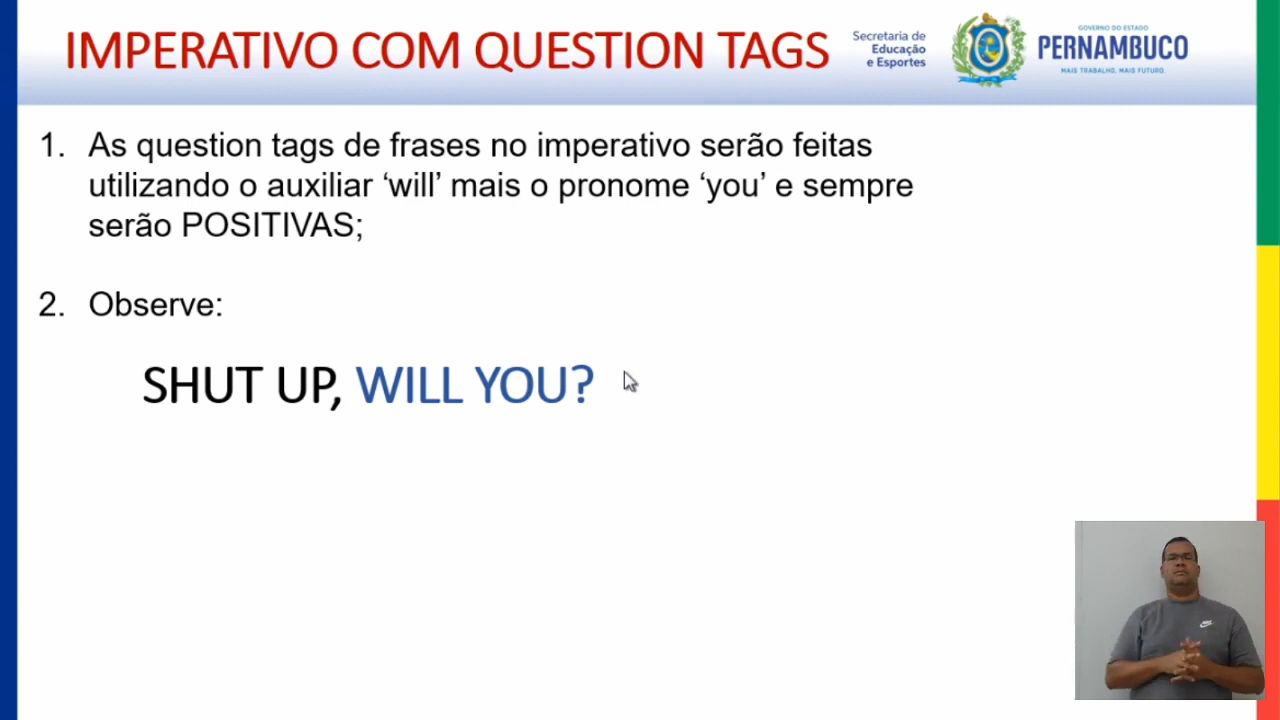 IMPERATIVO COM QUESTION TAGS
Secretaria de
Educação
e Esportes
GOVERNO DO ESTADO
PERNAMBUCO
MAIS TRABALHO, MAIS FUTURO.
1. As question tags de frases no imperativo serão feitas
utilizando o auxiliar ‘will’ mais o pronome ‘you’ e sempre
serão POSITIVAS;
2. Observe:
SHUT UP, WILL YOU?